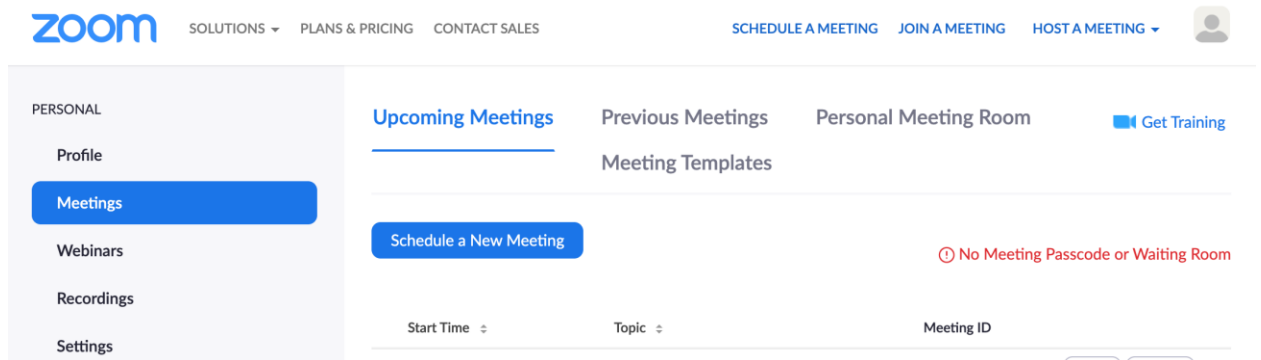 zoom SOLUTIONS PLANS & PRICING CONTACT SALES SCHEDULE A MEETING JOIN A MEETING HOST A MEETING
PERSONAL
Profile
Meetings
Webinars
Recordings
Settings
Upcoming Meetings Previous Meetings Personal Meeting Room Get Training
Meeting Templates
Schedule a New Meeting
No Meeting Passcode or Waiting Room
Start Time Topic Meeting ID